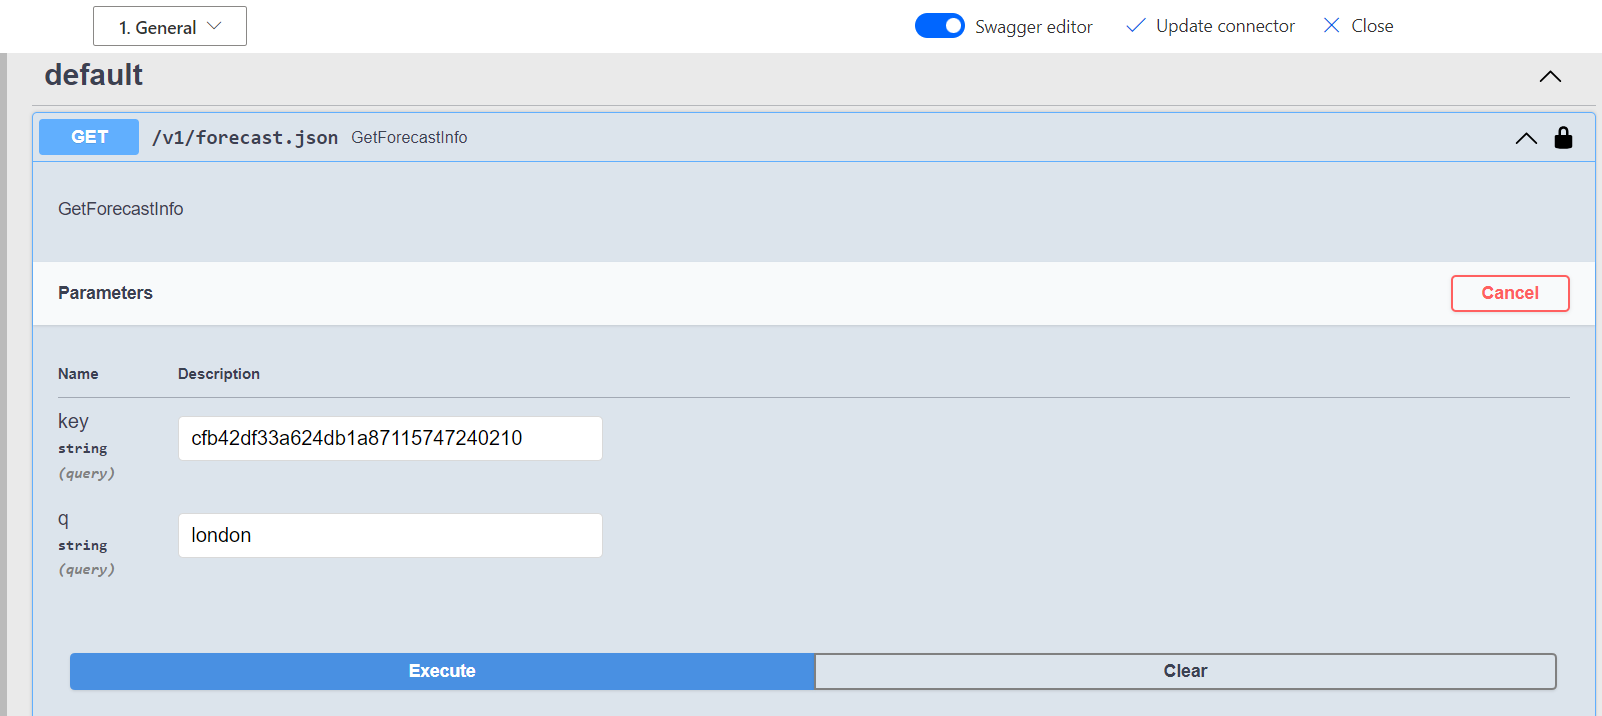 1. General
Swagger editor
Update connector
Close
default
GET /v1/forecast.json GetForecastInfo
GetForecastInfo
Parameters
Cancel
Name Description
key
string
(query)
cfb42df33a624db1a87115747240210
q
string
(query)
london
Execute
Clear